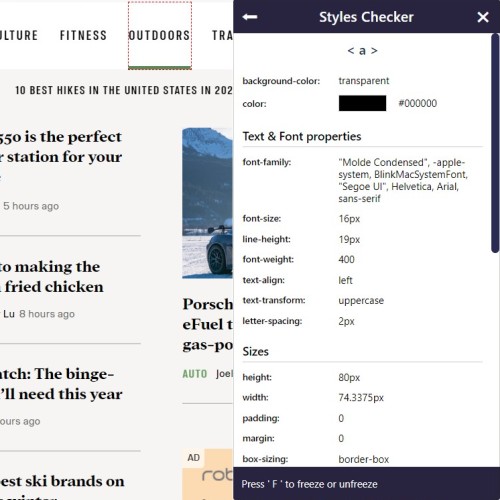 ULTURE FITNESS OUTDOORS TRA
10 BEST HIKES IN THE UNITED STATES IN 202
550 is the perfect
r station for your
5 hours ago
to making the
fried chicken
Lu 8 hours ago
atch: The binge-
'll need this year
ours ago
est ski brands on
Porsch
eFuel t
gas-po
AUTO Joel
AD
rob
Styles Checker
< a >
background-color: transparent
color: #000000
Text & Font properties
font-family: "Molde Condensed", -apple-
system, BlinkMacSystemFont,
"Segoe UI", Helvetica, Arial,
sans-serif
font-size: 16px
line-height: 19px
font-weight: 400
text-align: left
text-transform: uppercase
letter-spacing: 2px
Sizes
height: 80px
width: 74.3375px
padding: 0
margin: 0
box-sizing: border-box
Press ' F ' to freeze or unfreeze